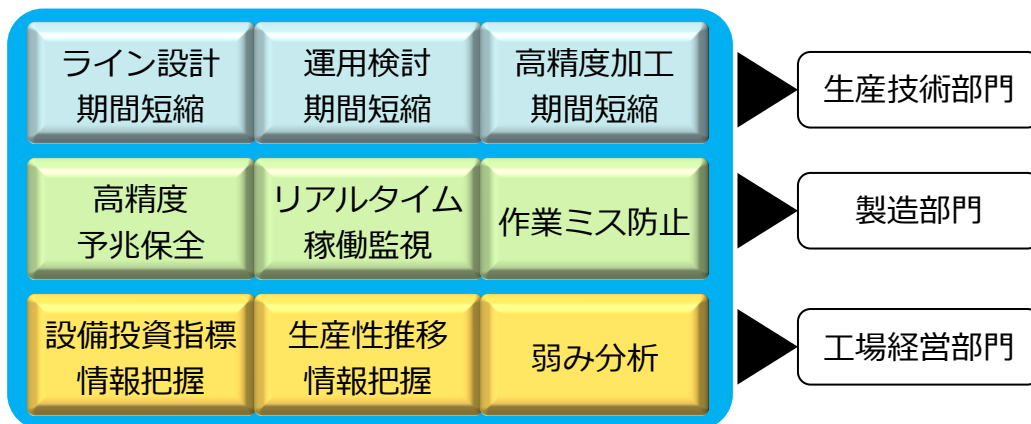 ライン設計
期間短縮
運用検討
期間短縮
高精度加工
期間短縮
生産技術部門
高精度
予兆保全
リアルタイム
稼働監視
作業ミス防止
製造部門
設備投資指標
情報把握
生産性推移
情報把握
弱み分析
工場経営部門